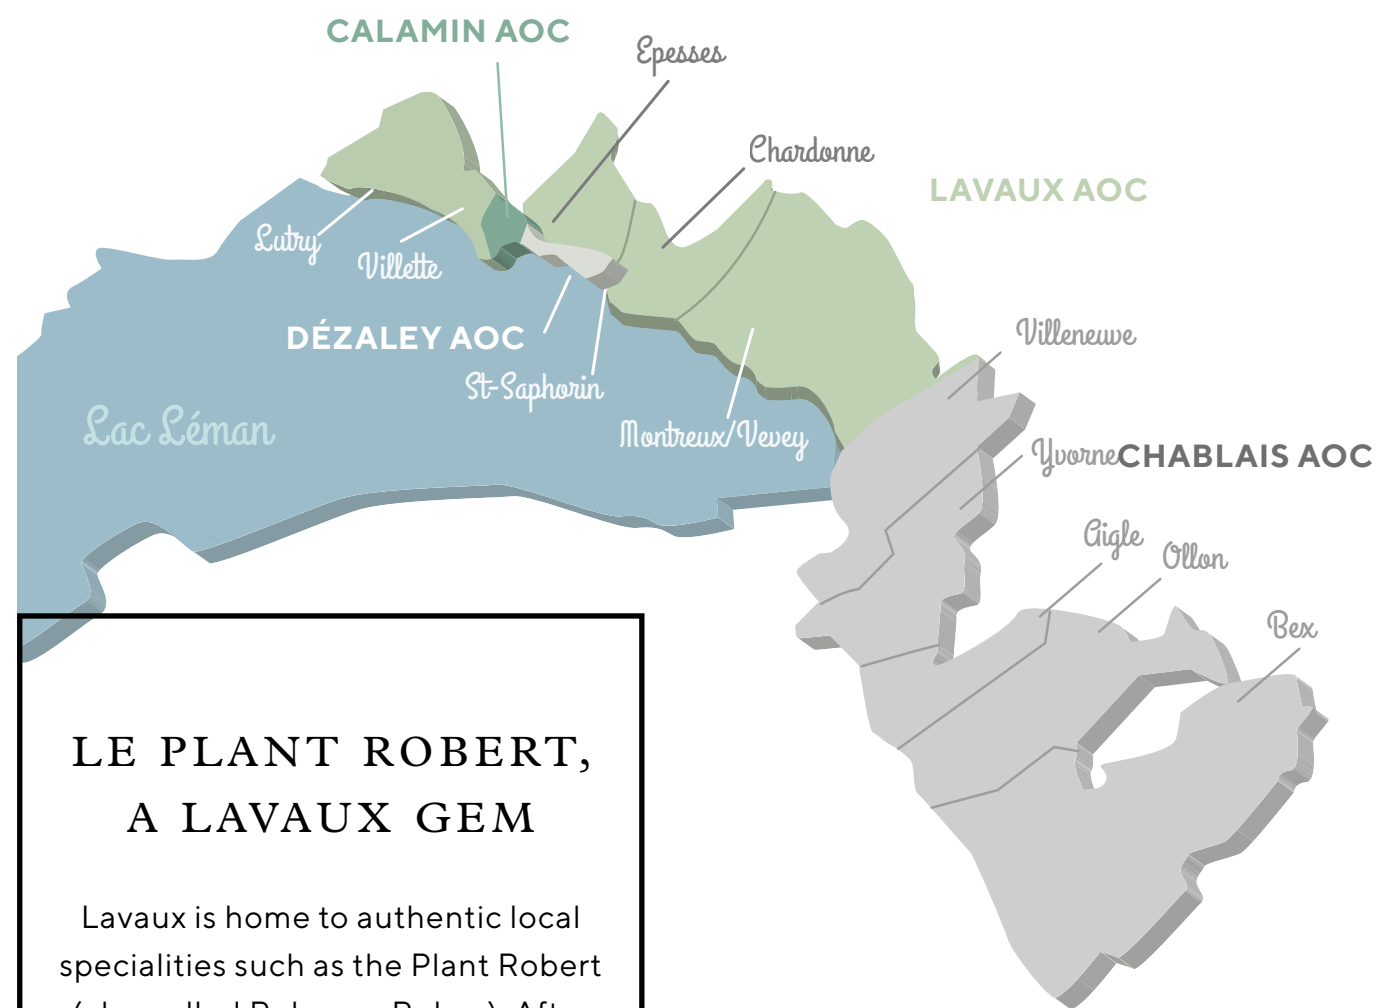 CALAMIN AOC
Epesses
Chardonne
LAVAUX AOC
Lutry
Villette
DÉZALEY AOC
Villeneuve
St-Saphorin
Lac Léman
Montreux/Vevey
Yvorne
CHABLAIS AOC
Aigle
Ollon
Bex
LE PLANT ROBERT,
A LAVAUX GEM
Lavaux is home to authentic local
specialities such as the Plant Robert